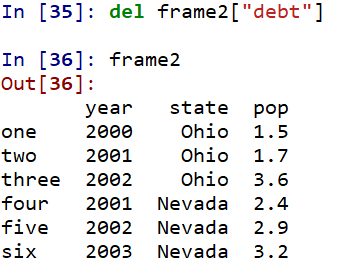 In [35]: del frame2["debt"]
In [36]: frame2
Out[36]:
       year   state  pop
one    2000    Ohio  1.5
two    2001    Ohio  1.7
three  2002    Ohio  3.6
four   2001  Nevada  2.4
five   2002  Nevada  2.9
six    2003  Nevada  3.2